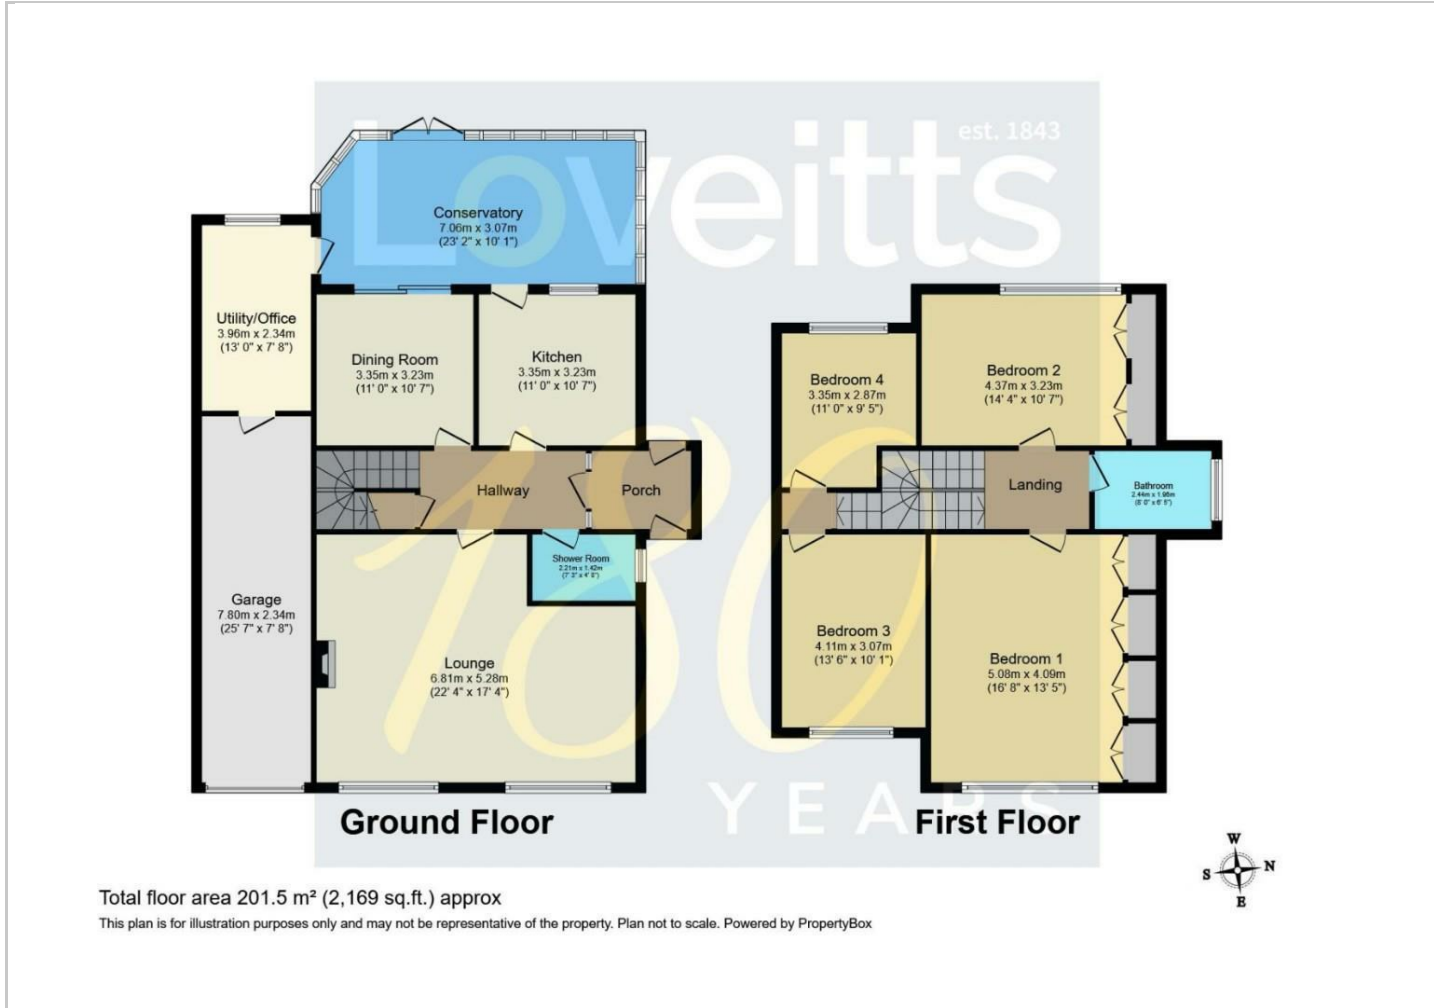 est. 1843
Loveitts
180
YEARS
Conservatory
7.06m x 3.07m
(23' 2" x 10' 1")
Utility/Office
3.96m x 2.34m
(13' 0" x 7' 8")
Dining Room
3.35m x 3.23m
(11' 0" x 10' 7")
Kitchen
3.35m x 3.23m
(11' 0" x 10' 7")
Hallway
Porch
Shower Room
2.21m x 1.42m
(7' 3" x 4' 8")
Garage
7.80m x 2.34m
(25' 7" x 7' 8")
Lounge
6.81m x 5.28m
(22' 4" x 17' 4")
Ground Floor
Bedroom 4
3.35m x 2.87m
(11' 0" x 9' 5")
Bedroom 2
4.37m x 3.23m
(14' 4" x 10' 7")
Landing
Bathroom
2.44m x 1.96m
(8' 0" x 6' 5")
Bedroom 3
4.11m x 3.07m
(13' 6" x 10' 1")
Bedroom 1
5.08m x 4.09m
(16' 8" x 13' 5")
First Floor
W
S
N
E
Total floor area 201.5 m² (2,169 sq.ft.) approx
This plan is for illustration purposes only and may not be representative of the property. Plan not to scale. Powered by PropertyBox